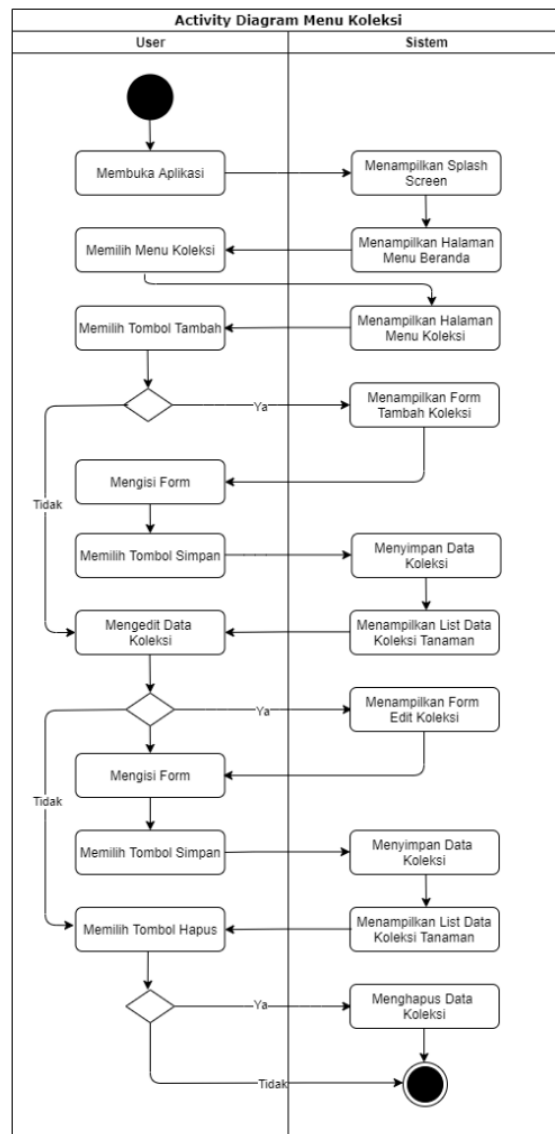 Activity Diagram Menu Koleksi
User
Sistem
Membuka Aplikasi
Menampilkan Splash
Screen
Memilih Menu Koleksi
Menampilkan Halaman
Menu Beranda
Memilih Tombol Tambah
Menampilkan Halaman
Menu Koleksi
Ya
Menampilkan Form
Tambah Koleksi
Tidak
Mengisi Form
Memilih Tombol Simpan
Menyimpan Data
Koleksi
Mengedit Data
Koleksi
Menampilkan List Data
Koleksi Tanaman
Ya
Menampilkan Form
Edit Koleksi
Tidak
Mengisi Form
Memilih Tombol Simpan
Menyimpan Data
Koleksi
Memilih Tombol Hapus
Menampilkan List Data
Koleksi Tanaman
Ya
Menghapus Data
Koleksi
Tidak